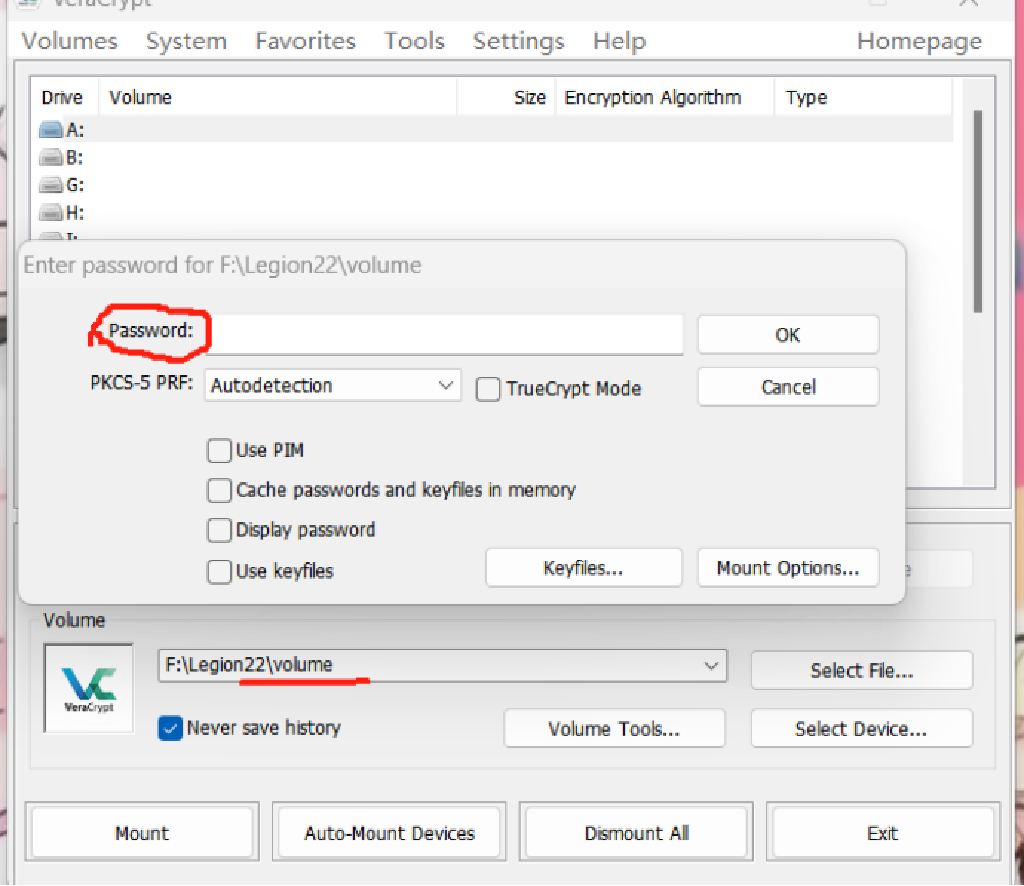 VeraCrypt
Volumes System Favorites Tools Settings Help Homepage
Drive Volume Size Encryption Algorithm Type
A:
B:
G:
H:
Enter password for F:\Legion22\volume
Password:
OK
PKCS-5 PRF: Autodetection TrueCrypt Mode Cancel
Use PIM
Cache passwords and keyfiles in memory
Display password
Use keyfiles Keyfiles... Mount Options...
Volume
F:\Legion22\volume Select File...
VeraCrypt
Never save history Volume Tools... Select Device...
Mount Auto-Mount Devices Dismount All Exit